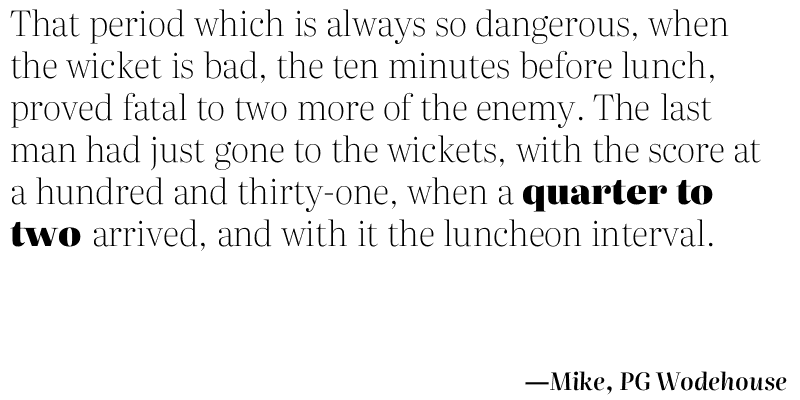 That period which is always so dangerous, when
the wicket is bad, the ten minutes before lunch,
proved fatal to two more of the enemy. The last
man had just gone to the wickets, with the score at
a hundred and thirty-one, when a quarter to
two arrived, and with it the luncheon interval.
—Mike, PG Wodehouse